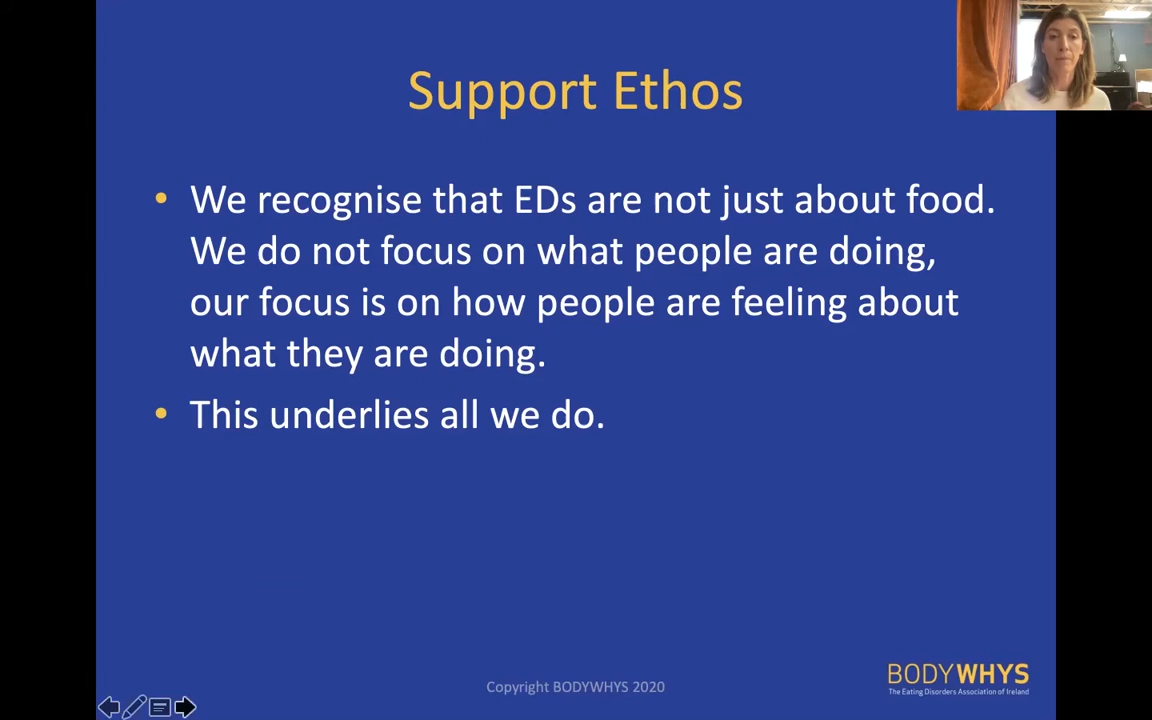 Support Ethos
• We recognise that EDs are not just about food.
We do not focus on what people are doing,
our focus is on how people are feeling about
what they are doing.
• This underlies all we do.
Copyright BODYWHYS 2020
BODYWHYS
The Eating Disorders Association of Ireland